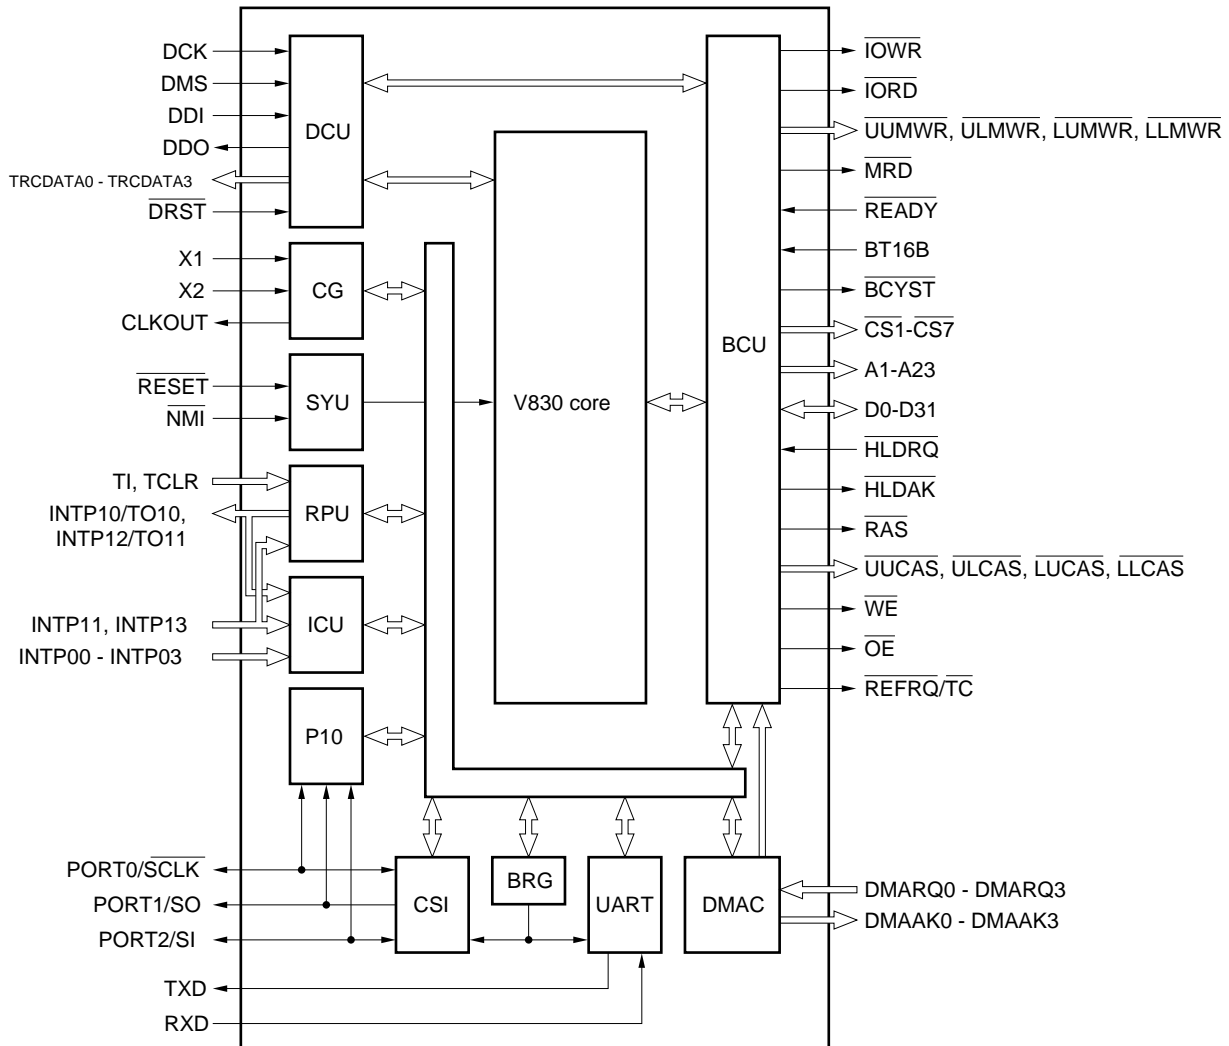 DCK
DMS
DDI
DDO
TRCDATA0 - TRCDATA3
DRST
X1
X2
CLKOUT
RESET
NMI
TI, TCLR
INTP10/TO10,
INTP12/TO11
INTP11, INTP13
INTP00 - INTP03
PORT0/SCLK
PORT1/SO
PORT2/SI
TXD
RXD
DCU
CG
SYU
RPU
ICU
P10
V830 core
BCU
CSI
BRG
UART
DMAC
IOWR
IORD
UUMWR, ULMWR, LUMWR, LLMWR
MRD
READY
BT16B
BCYST
CS1-CS7
A1-A23
D0-D31
HLDRQ
HLDAK
RAS
UUCAS, ULCAS, LUCAS, LLCAS
WE
OE
REFRQ/TC
DMARQ0 - DMARQ3
DMAAK0 - DMAAK3